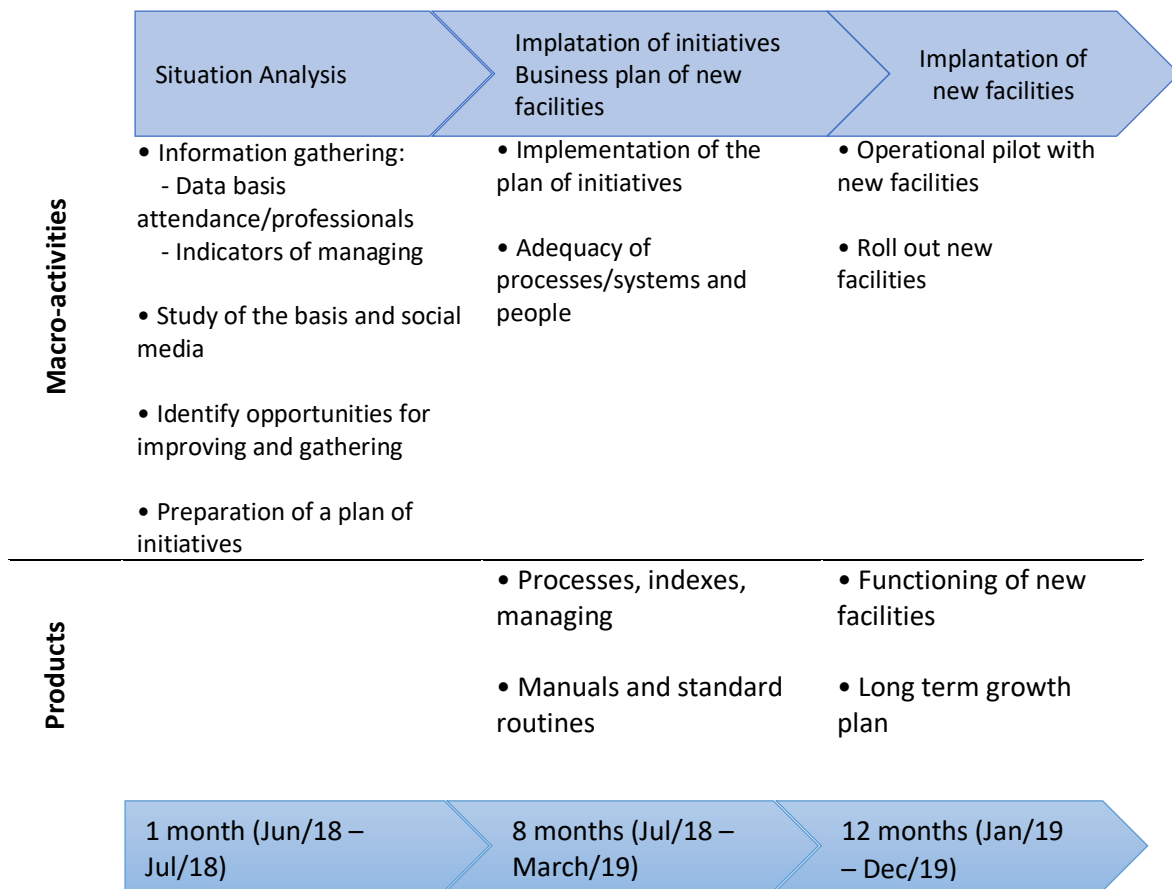 Situation Analysis
Implatation of initiatives
Business plan of new
facilities
Implantation of
new facilities
Macro-activities
• Information gathering:
- Data basis
attendance/professionals
- Indicators of managing
• Study of the basis and social
media
• Identify opportunities for
improving and gathering
• Preparation of a plan of
initiatives
• Implementation of the
plan of initiatives
• Adequacy of
processes/systems and
people
• Operational pilot with
new facilities
• Roll out new
facilities
Products
• Processes, indexes,
managing
• Manuals and standard
routines
• Functioning of new
facilities
• Long term growth
plan
1 month (Jun/18 –
Jul/18)
8 months (Jul/18 –
March/19)
12 months (Jan/19
– Dec/19)